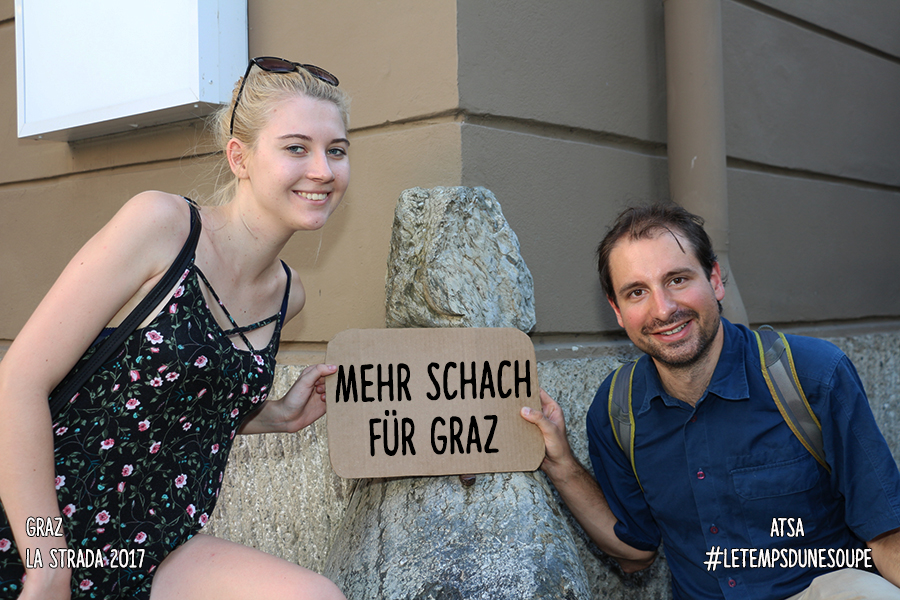 MEHR SCHACH
FÜR GRAZ
GRAZ
LA STRADA 2017
ATSA
#LETEMPSDUNESOUPE